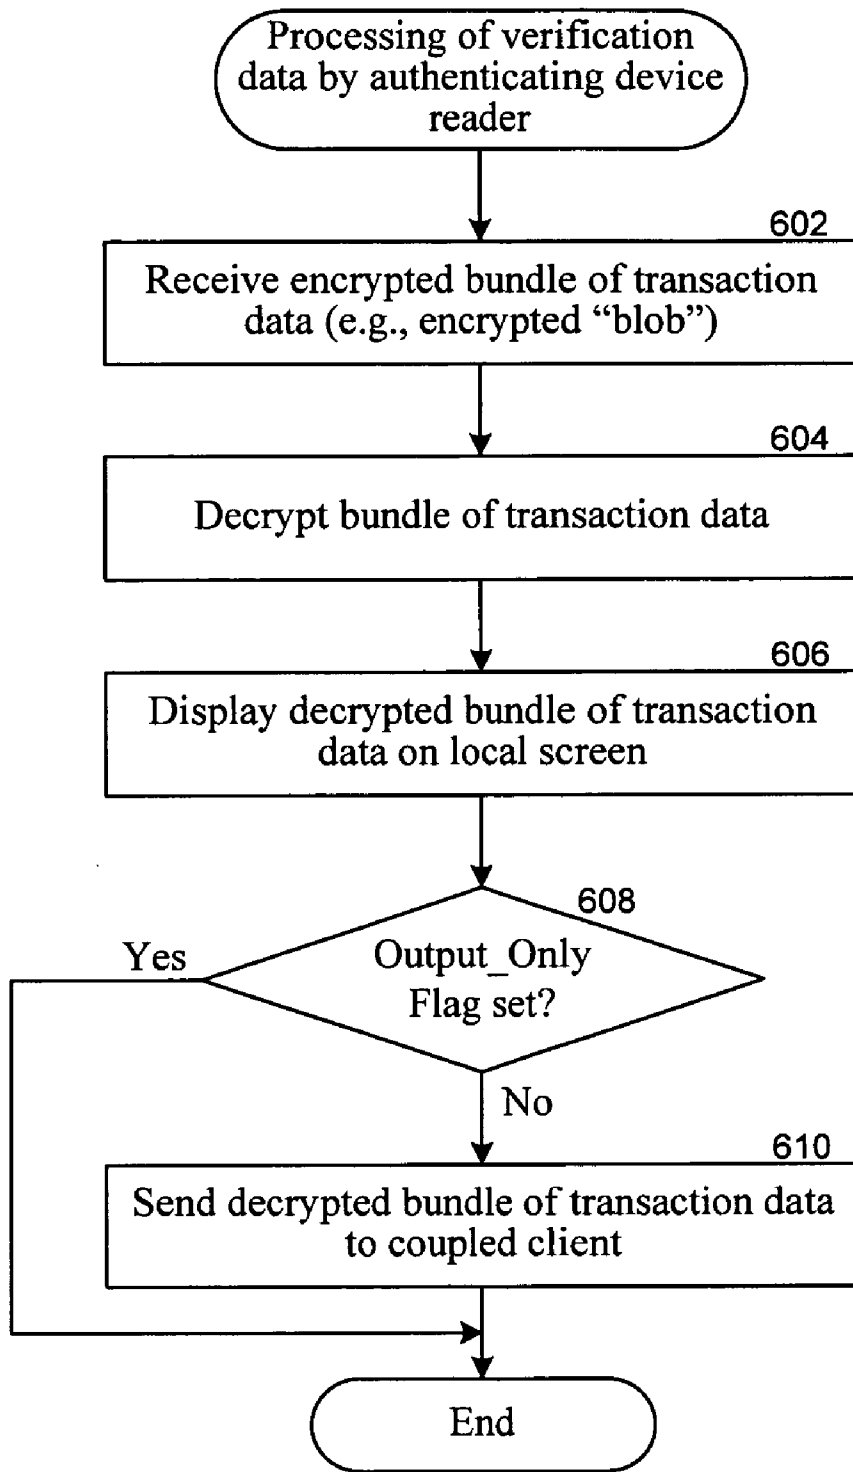 Processing of verification
data by authenticating device
reader
602
Receive encrypted bundle of transaction
data (e.g., encrypted “blob”)
604
Decrypt bundle of transaction data
606
Display decrypted bundle of transaction
data on local screen
608
Yes
Output_Only
Flag set?
No
610
Send decrypted bundle of transaction data
to coupled client
End